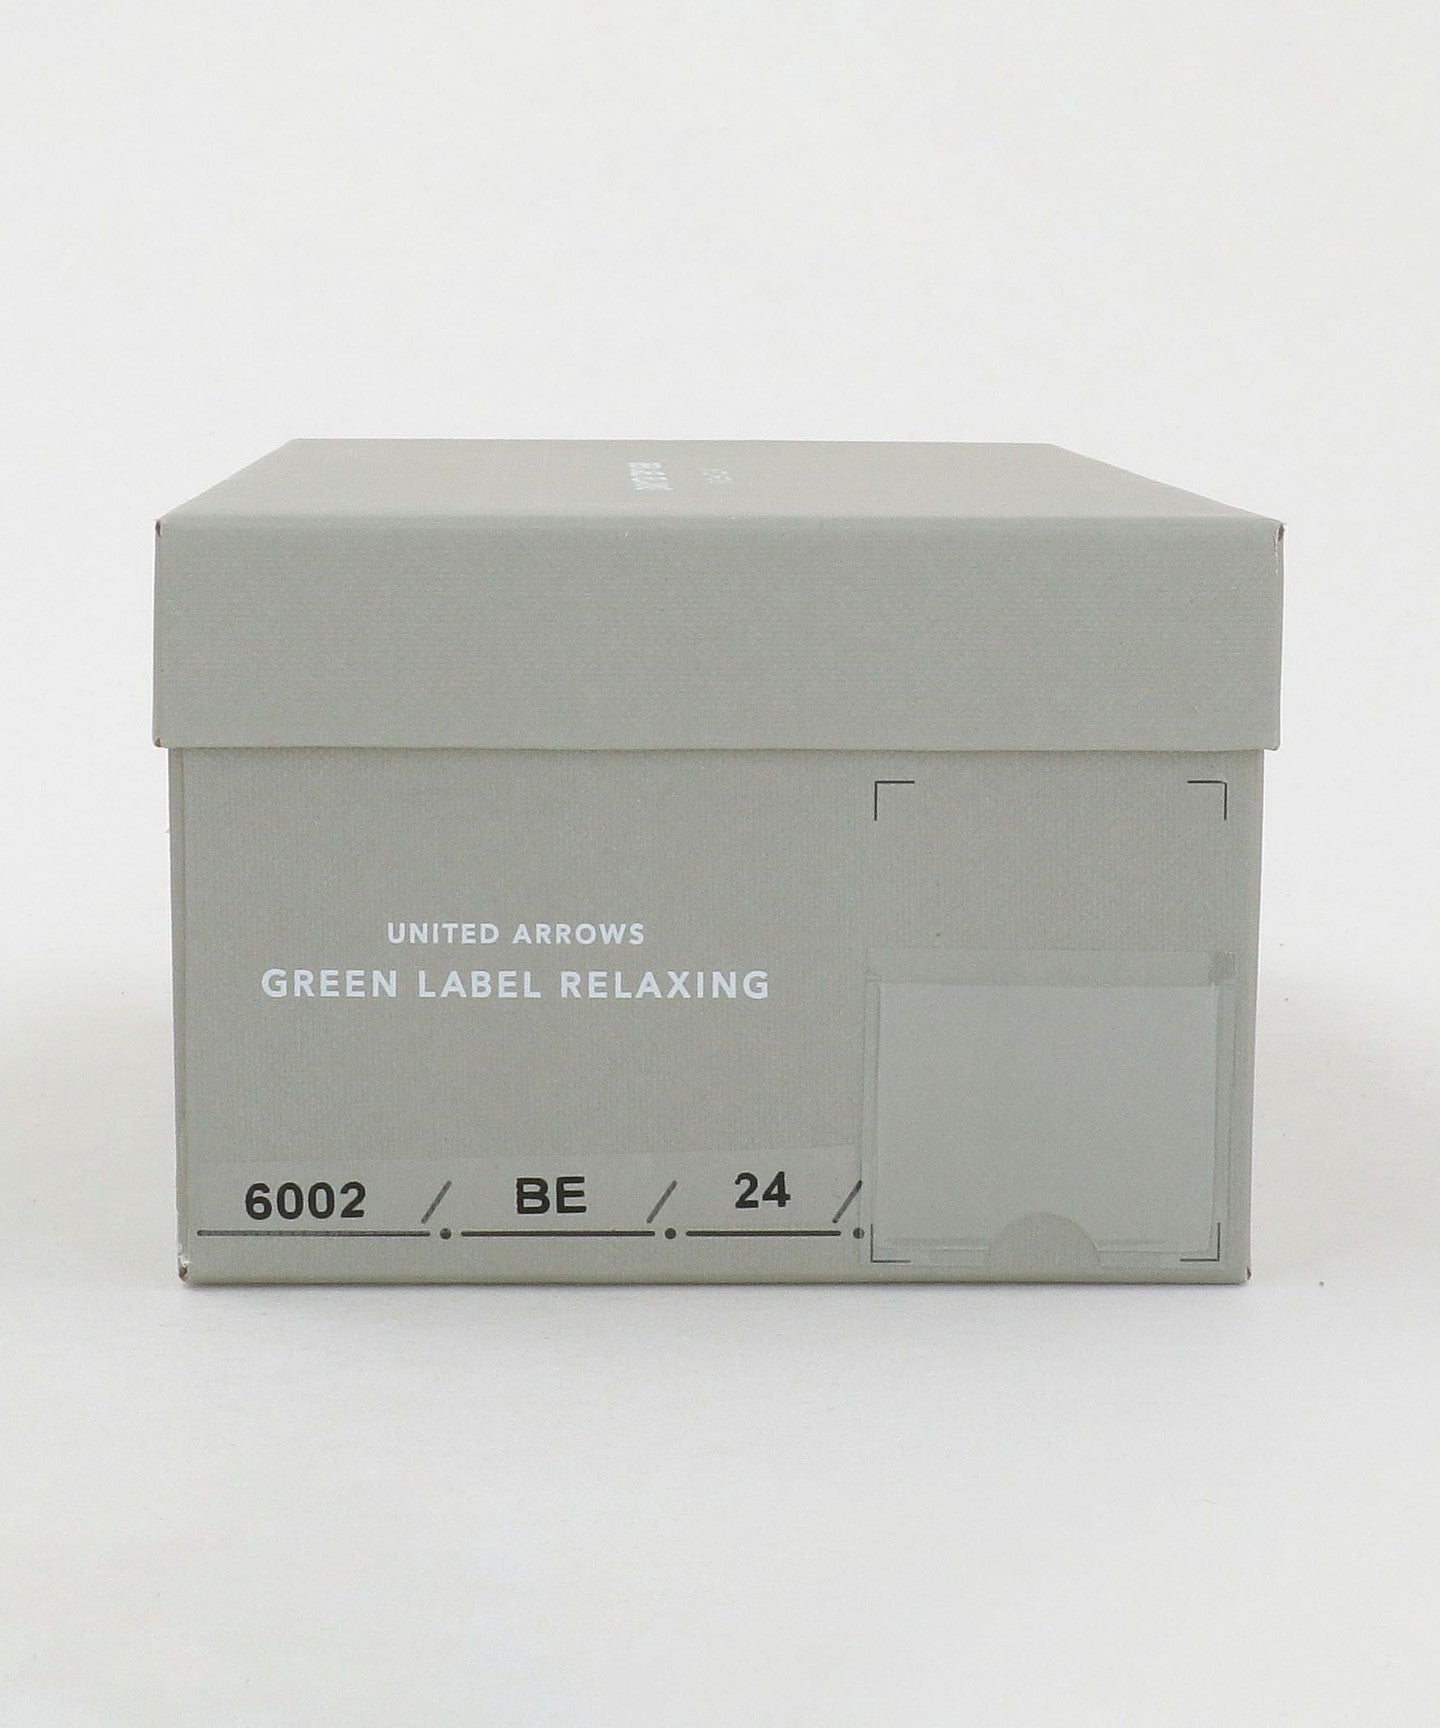 UNITED ARROWS
GREEN LABEL RELAXING
6002 / BE / 24 /